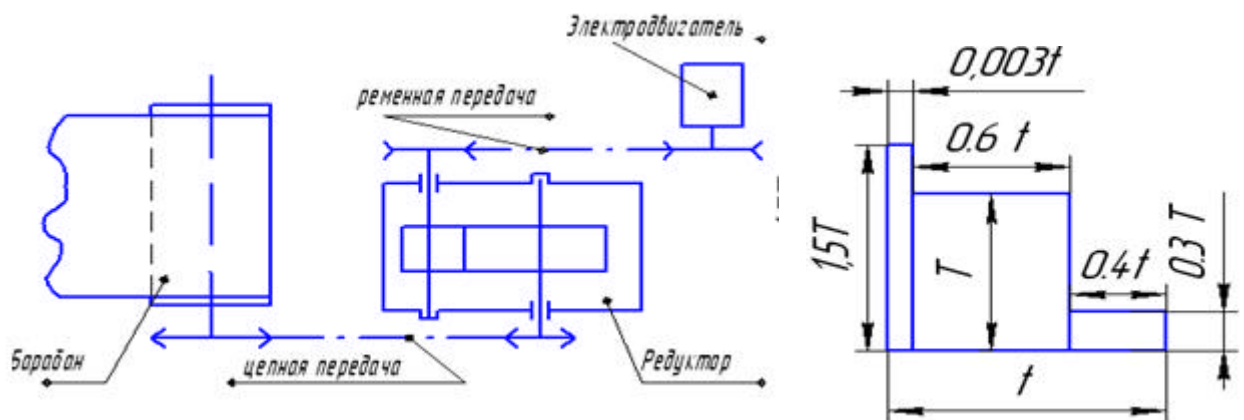 Электродвигатель
ременная передача
Барабан
цепная передача
Редуктор
0,003t
0.6 t
1,5T
T
0.4t
0.3 T
t